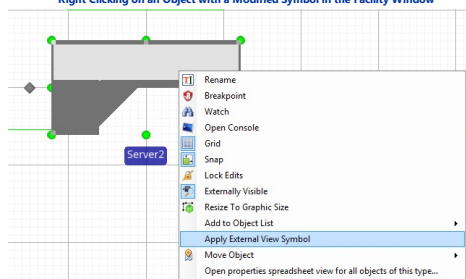 Right Clicking on an Object with a Modified Symbol in the Facility Window
Server2
Rename
Breakpoint
Watch
Open Console
Grid
Snap
Lock Edits
Externally Visible
Resize To Graphic Size
Add to Object List
Apply External View Symbol
Move Object
Open properties spreadsheet view for all objects of this type...